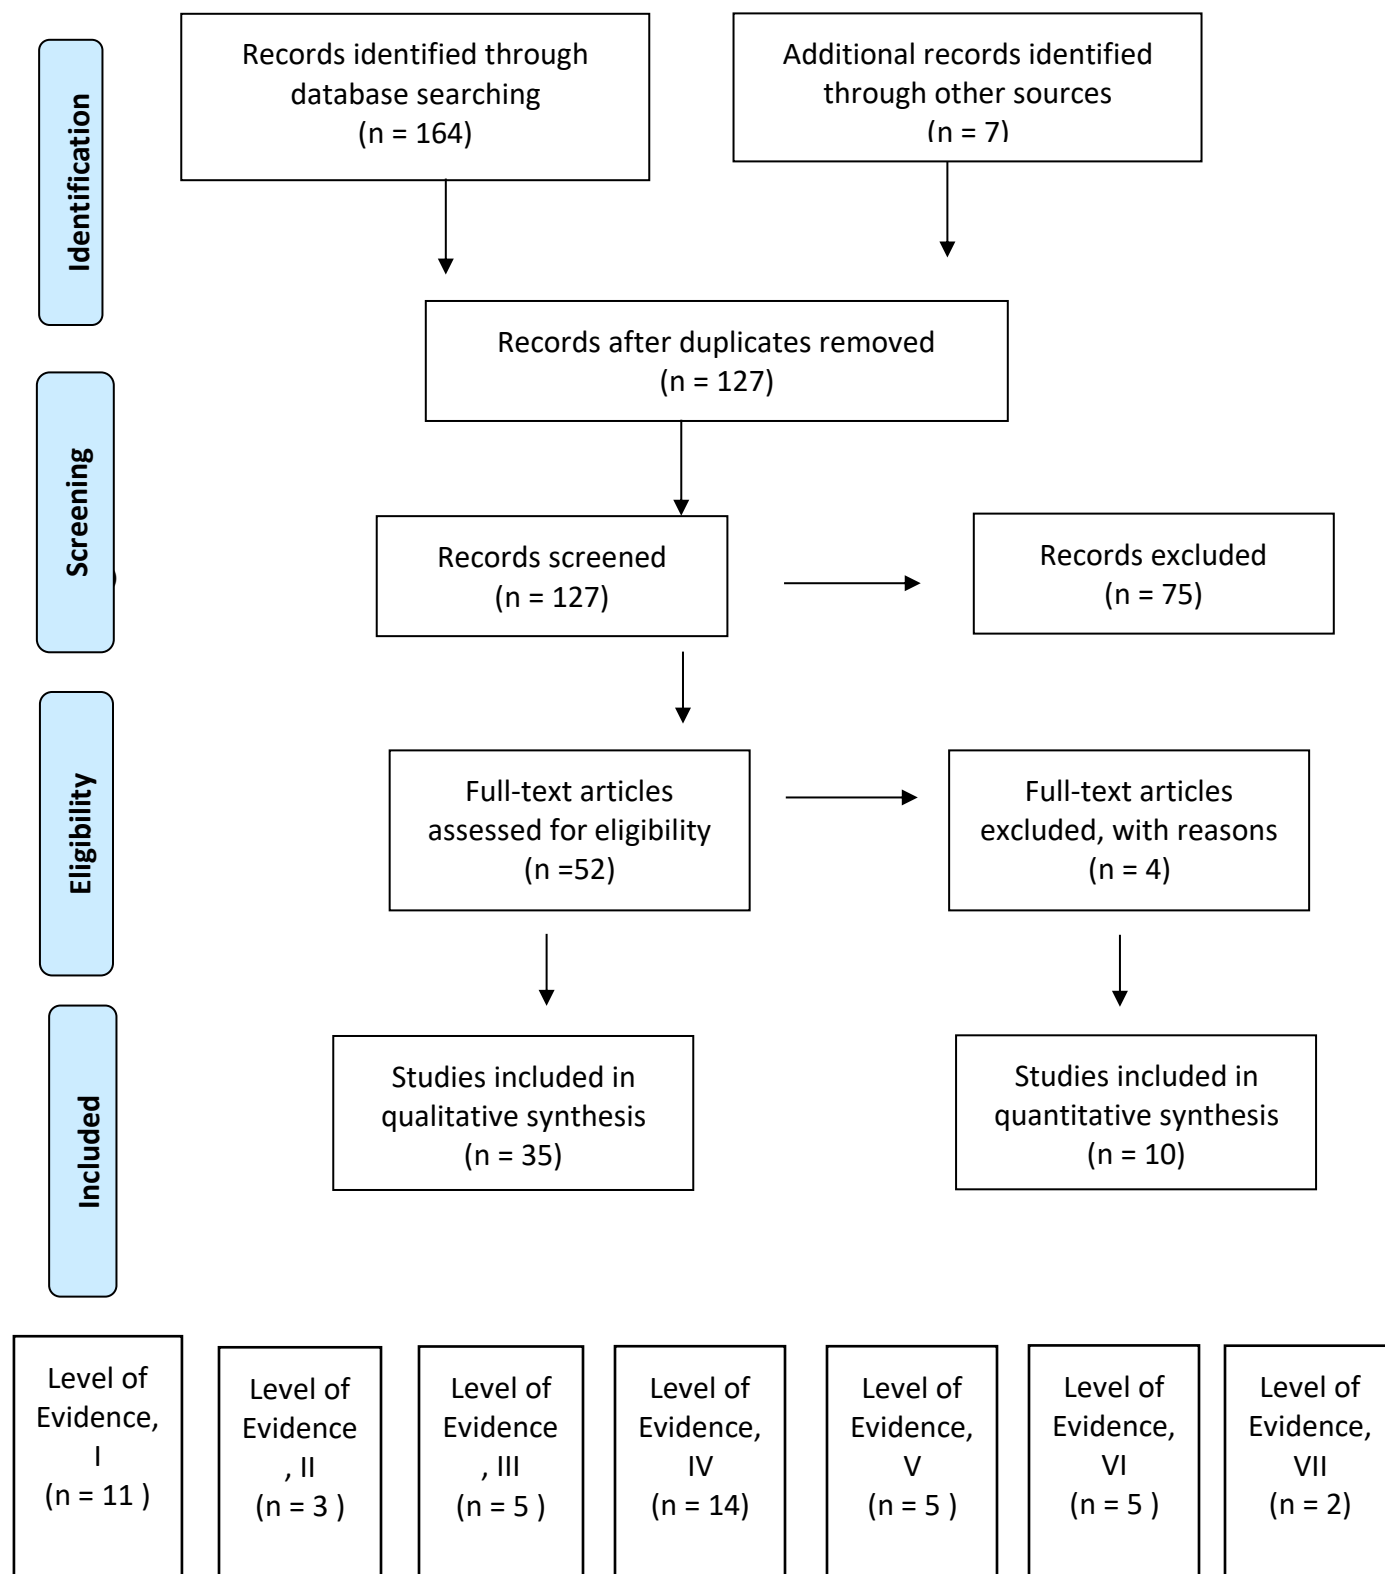 Identification
Records identified through
database searching
(n = 164)
Additional records identified
through other sources
(n = 7)
Records after duplicates removed
(n = 127)
Screening
Records screened
(n = 127)
Records excluded
(n = 75)
Eligibility
Full-text articles
assessed for eligibility
(n =52)
Full-text articles
excluded, with reasons
(n = 4)
Included
Studies included in
qualitative synthesis
(n = 35)
Studies included in
quantitative synthesis
(n = 10)
Level of
Evidence,
I
(n = 11 )
Level of
Evidence
, II
(n = 3 )
Level of
Evidence
, III
(n = 5 )
Level of
Evidence,
IV
(n = 14)
Level of
Evidence,
V
(n = 5 )
Level of
Evidence,
VI
(n = 5 )
Level of
Evidence,
VII
(n = 2)